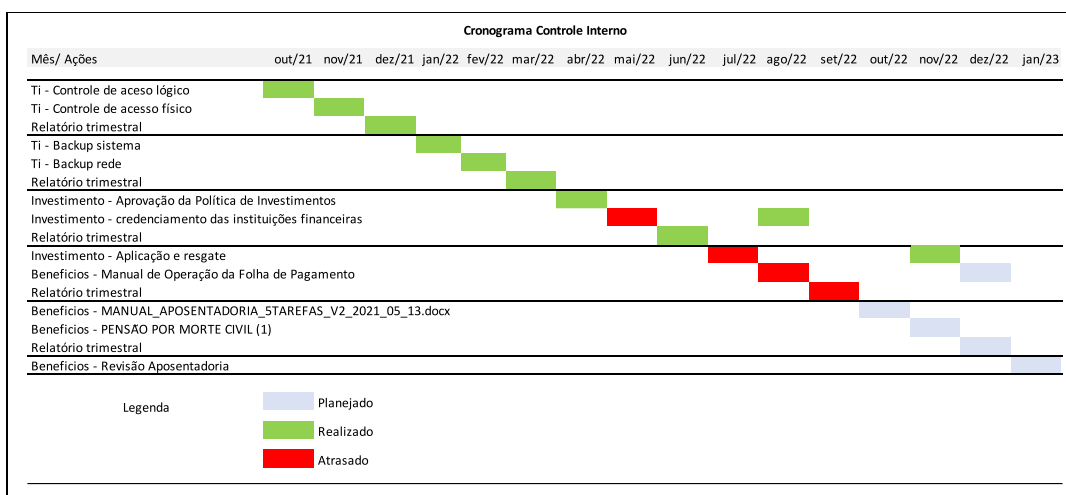 Cronograma Controle Interno
Mês/ Ações out/21 nov/21 dez/21 jan/22 fev/22 mar/22 abr/22 mai/22 jun/22 jul/22 ago/22 set/22 out/22 nov/22 dez/22 jan/23
Ti - Controle de aceso lógico
Ti - Controle de acesso físico
Relatório trimestral
Ti - Backup sistema
Ti - Backup rede
Relatório trimestral
Investimento - Aprovação da Política de Investimentos
Investimento - credenciamento das instituições financeiras
Relatório trimestral
Investimento - Aplicação e resgate
Beneficios - Manual de Operação da Folha de Pagamento
Relatório trimestral
Beneficios - MANUAL_APOSENTADORIA_5TAREFAS_V2_2021_05_13.docx
Beneficios - PENSÃO POR MORTE CIVIL (1)
Relatório trimestral
Beneficios - Revisão Aposentadoria
Legenda
Planejado
Realizado
Atrasado